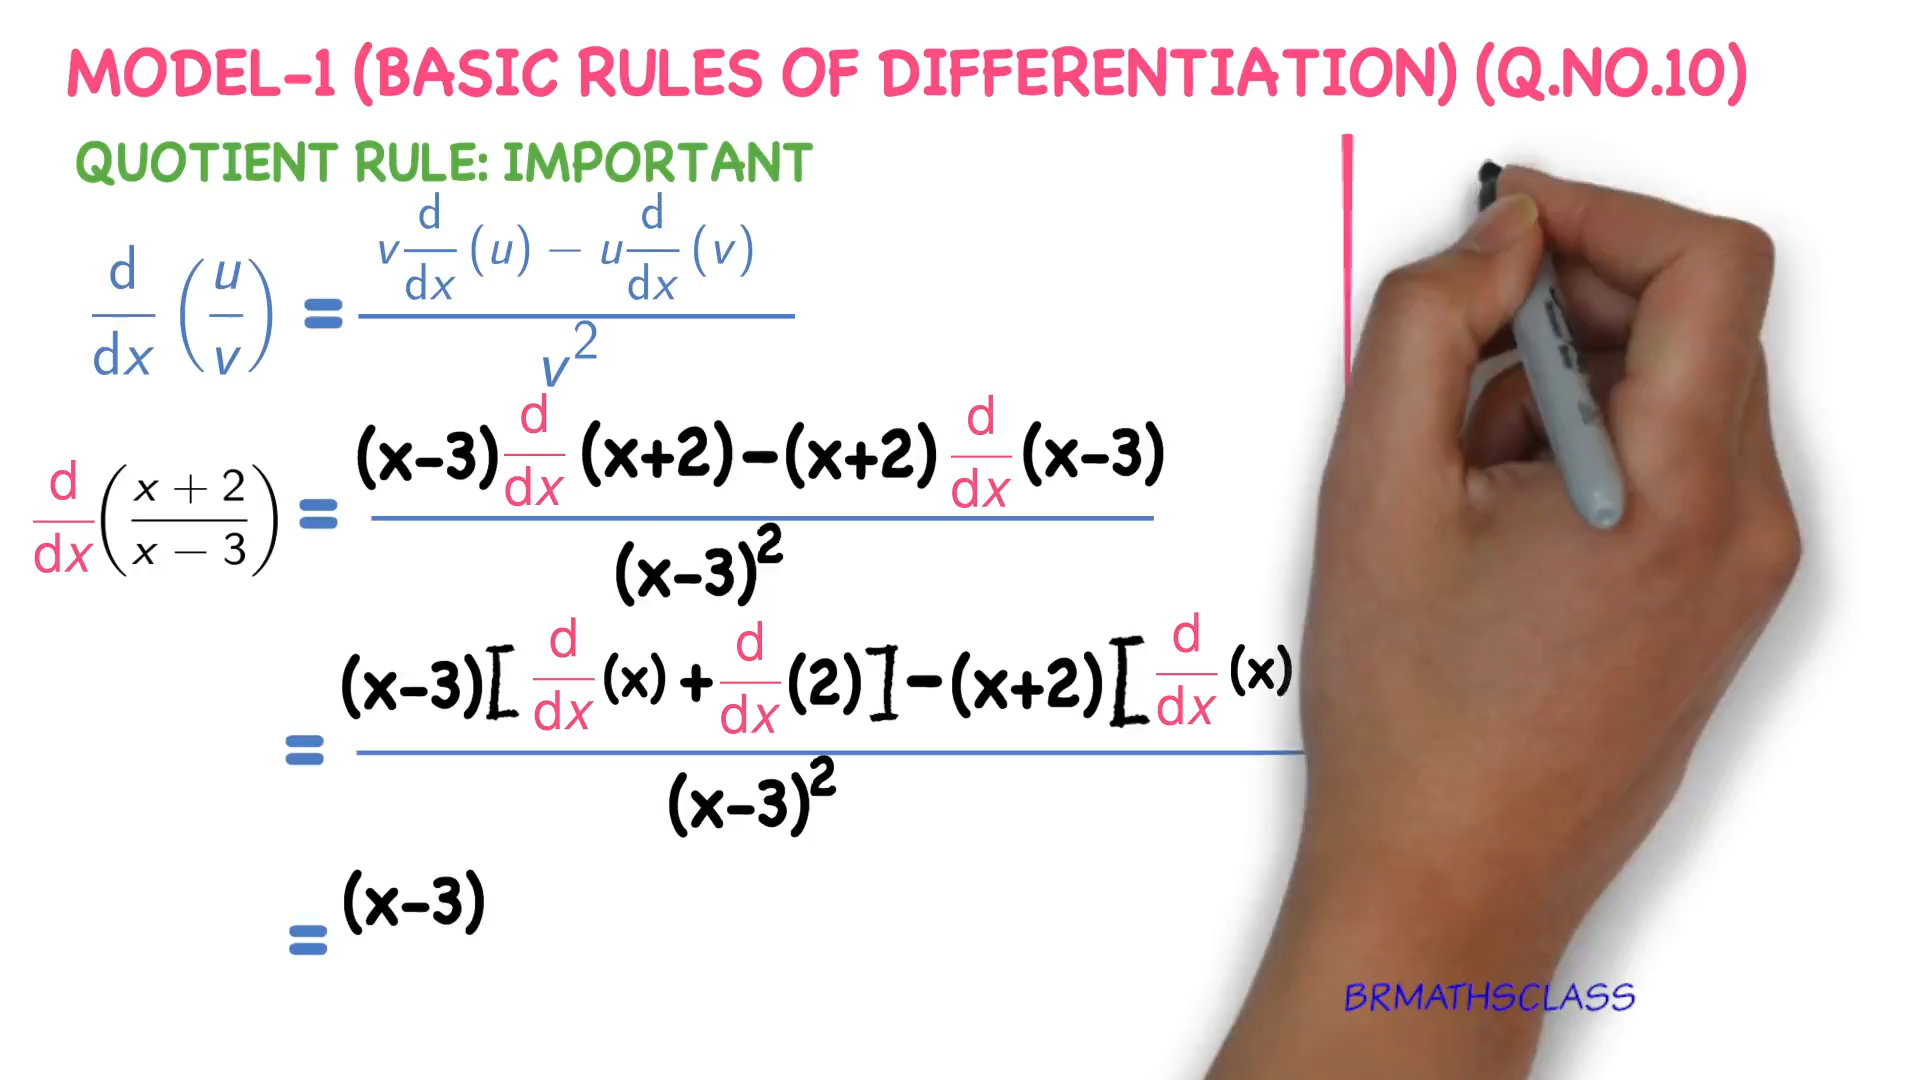 MODEL-1 (BASIC RULES OF DIFFERENTIATION) (Q.NO.10)
QUOTIENT RULE: IMPORTANT
d/dx (u/v) = (v d/dx (u) − u d/dx (v)) / v²
d/dx ((x + 2)/(x − 3)) = ((x-3) d/dx (x+2) - (x+2) d/dx (x-3)) / (x-3)²
= ((x-3)[d/dx (x) + d/dx (2)] - (x+2)[d/dx (x) / (x-3)²
= (x-3)
BRMATHSCLASS